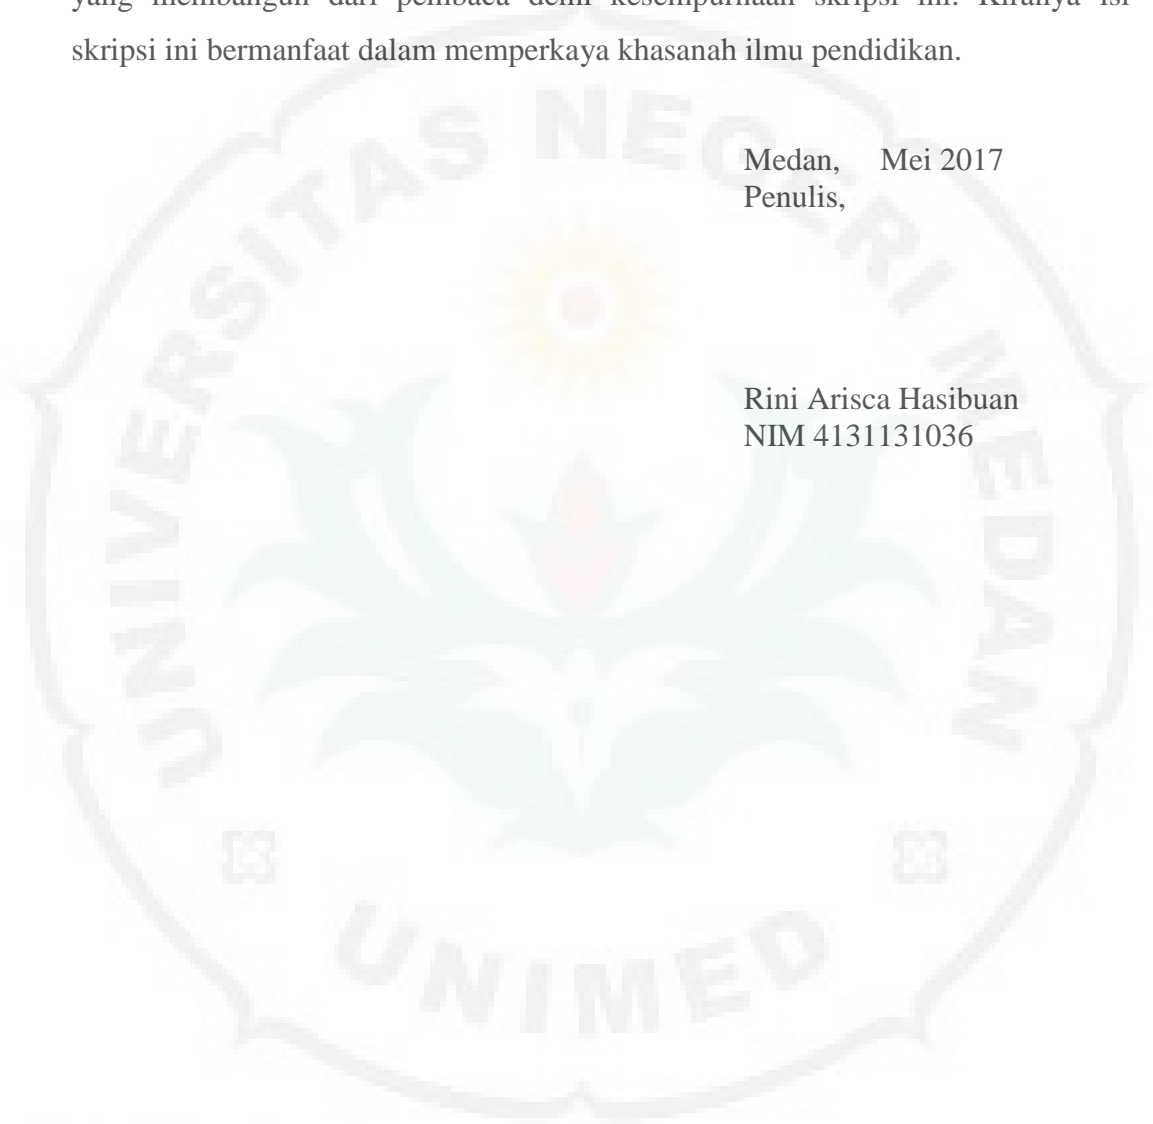 yang membangun dari pembaca demi kesempurnaan skripsi ini. Kiranya isi
skripsi ini bermanfaat dalam memperkaya khasanah ilmu pendidikan.
Medan, Mei 2017
Penulis,
Rini Arisca Hasibuan
NIM 4131131036
UNIVERSITAS NEGERI MEDAN
UNIMED